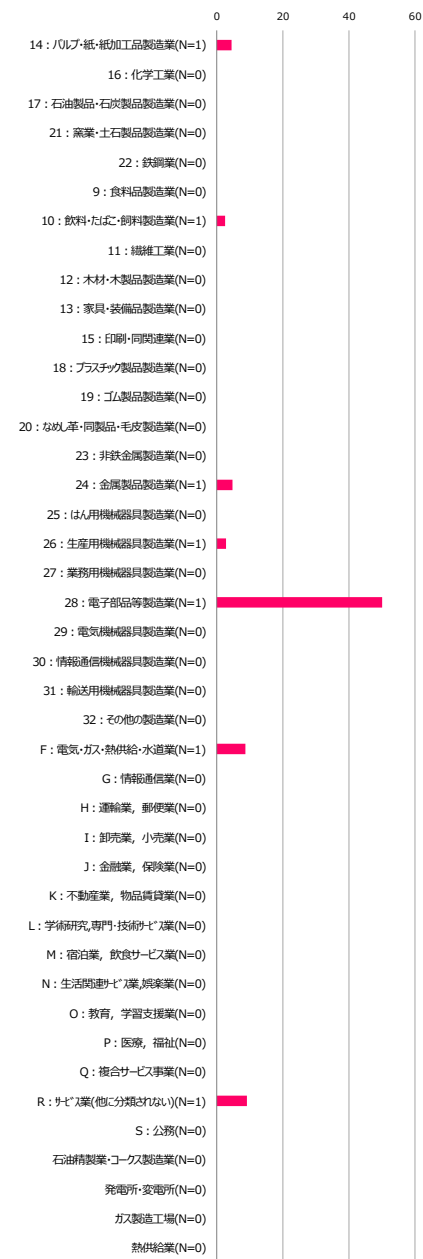 0 20 40 60
14：パルプ・紙・紙加工品製造業(N=1)
16：化学工業(N=0)
17：石油製品・石炭製品製造業(N=0)
21：窯業・土石製品製造業(N=0)
22：鉄鋼業(N=0)
9：食料品製造業(N=0)
10：飲料・たばこ・飼料製造業(N=1)
11：繊維工業(N=0)
12：木材・木製品製造業(N=0)
13：家具・装備品製造業(N=0)
15：印刷・同関連業(N=0)
18：プラスチック製品製造業(N=0)
19：ゴム製品製造業(N=0)
20：なめし革・同製品・毛皮製造業(N=0)
23：非鉄金属製造業(N=0)
24：金属製品製造業(N=1)
25：はん用機械器具製造業(N=0)
26：生産用機械器具製造業(N=1)
27：業務用機械器具製造業(N=0)
28：電子部品等製造業(N=1)
29：電気機械器具製造業(N=0)
30：情報通信機械器具製造業(N=0)
31：輸送用機械器具製造業(N=0)
32：その他の製造業(N=0)
F：電気・ガス・熱供給・水道業(N=1)
G：情報通信業(N=0)
H：運輸業，郵便業(N=0)
I：卸売業，小売業(N=0)
J：金融業，保険業(N=0)
K：不動産業，物品賃貸業(N=0)
L：学術研究,専門・技術ｻｰﾋﾞｽ業(N=0)
M：宿泊業，飲食サービス業(N=0)
N：生活関連ｻｰﾋﾞｽ業,娯楽業(N=0)
O：教育，学習支援業(N=0)
P：医療，福祉(N=0)
Q：複合サービス事業(N=0)
R：ｻｰﾋﾞｽ業(他に分類されない)(N=1)
S：公務(N=0)
石油精製業・コークス製造業(N=0)
発電所・変電所(N=0)
ガス製造工場(N=0)
熱供給業(N=0)